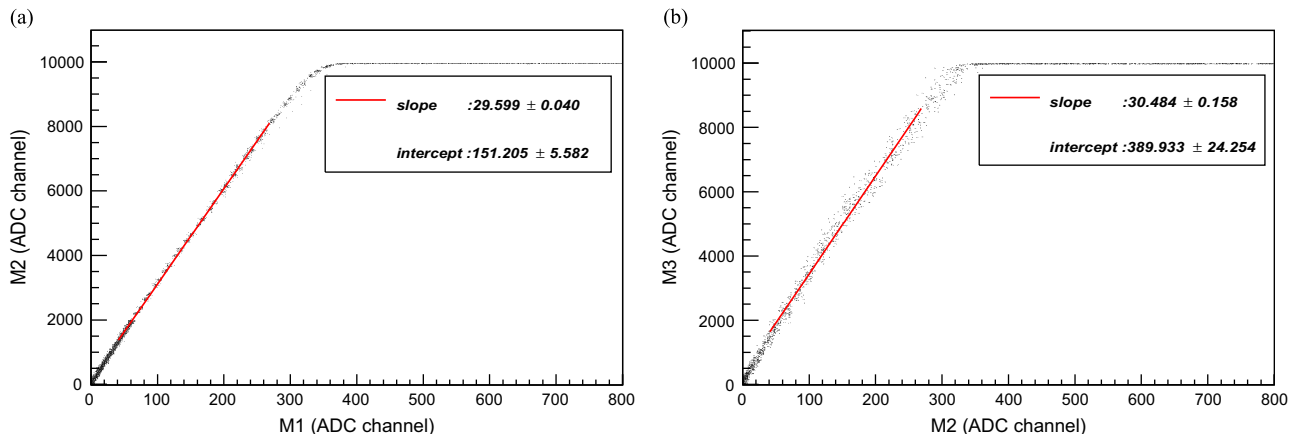 (a)
10000
8000
6000
4000
2000
0
M2 (ADC channel)
slope :29.599 ± 0.040
intercept :151.205 ± 5.582
0 100 200 300 400 500 600 700 800
M1 (ADC channel)
(b)
10000
8000
6000
4000
2000
0
M3 (ADC channel)
slope :30.484 ± 0.158
intercept :389.933 ± 24.254
0 100 200 300 400 500 600 700 800
M2 (ADC channel)